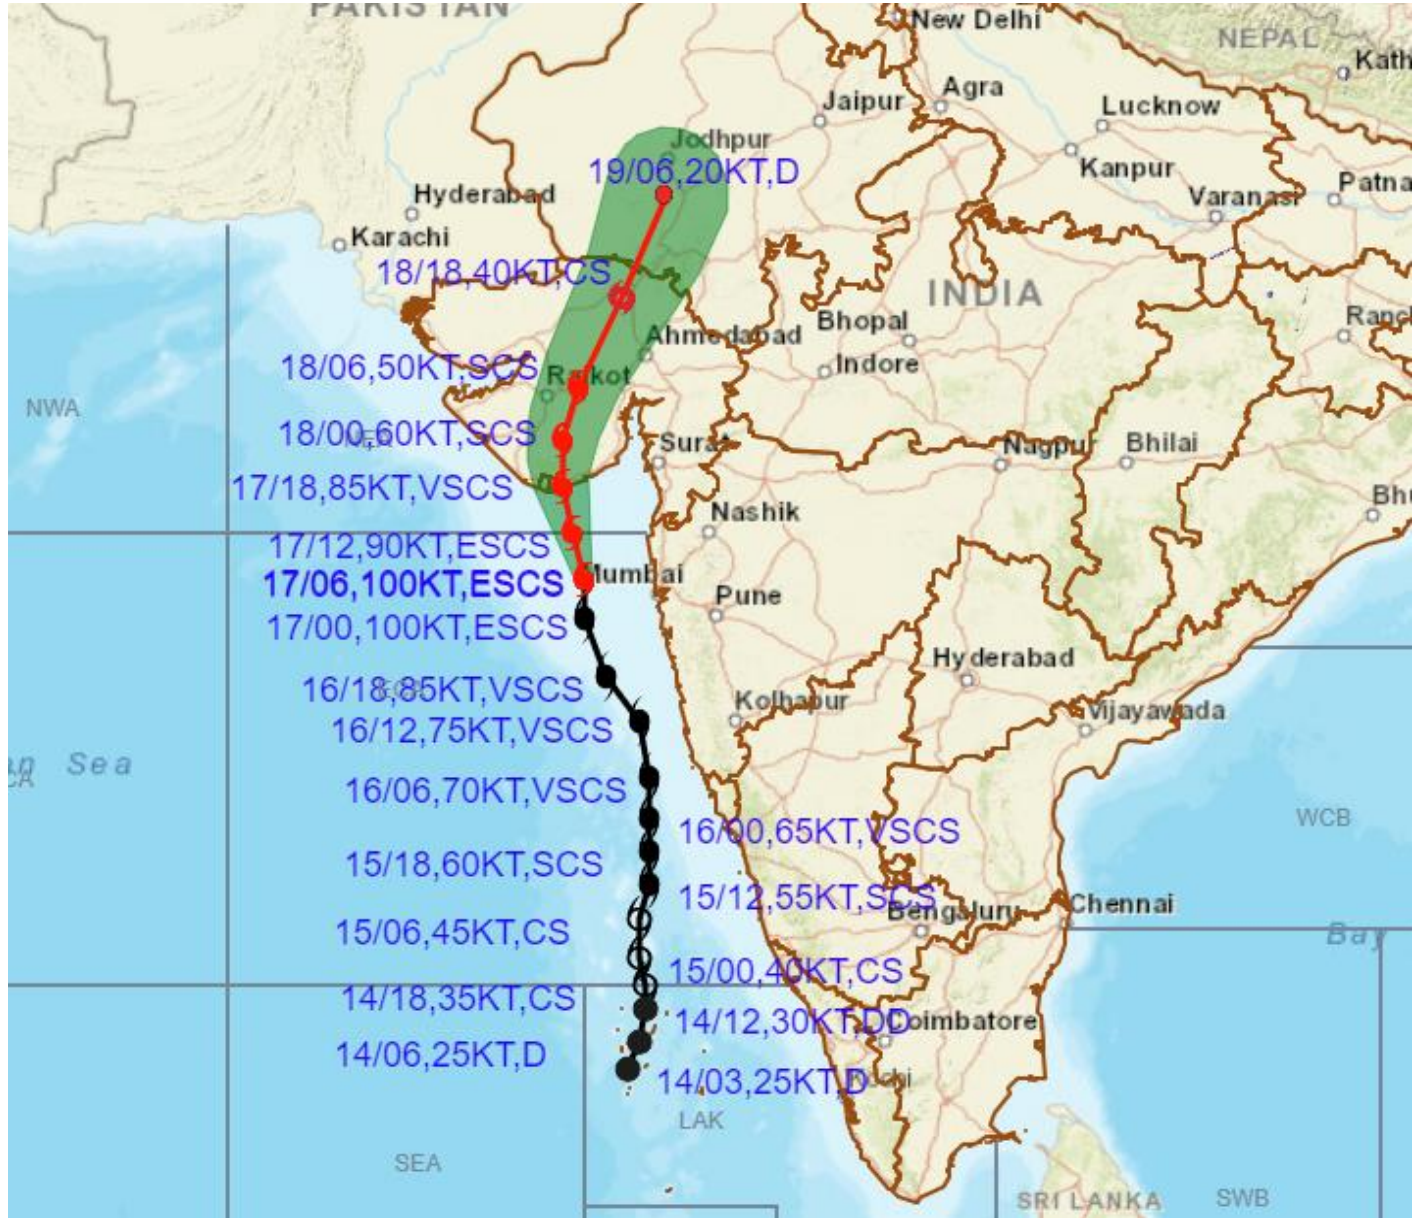 PAKISTAN
New Delhi
NEPAL
Kath
Agra
Jaipur
Lucknow
Jodhpur
Kanpur
19/06,20KT,D
Hyderabad
Varanasi
Patna
Karachi
18/18,40KT,CS
INDIA
Bhopal
Ranc
Ahmedabad
Indore
18/06,50KT,SCS
Rajkot
NWA
18/00,60KT,SCS
Surat
Nagpur
Bhilai
17/18,85KT,VSCS
Bhu
Nashik
17/12,90KT,ESCS
Mumbai
17/06,100KT,ESCS
Pune
17/00,100KT,ESCS
Hyderabad
16/18,85KT,VSCS
Kolhapur
Vijayawada
16/12,75KT,VSCS
an Sea
CA
16/06,70KT,VSCS
WCB
16/00,65KT,VSCS
15/18,60KT,SCS
15/12,55KT,SCS
Bengaluru
Chennai
15/06,45KT,CS
Bay
15/00,40KT,CS
14/18,35KT,CS
14/12,30KT,DD
Coimbatore
14/06,25KT,D
14/03,25KT,D
Kochi
LAK
SEA
SRI LANKA
SWB